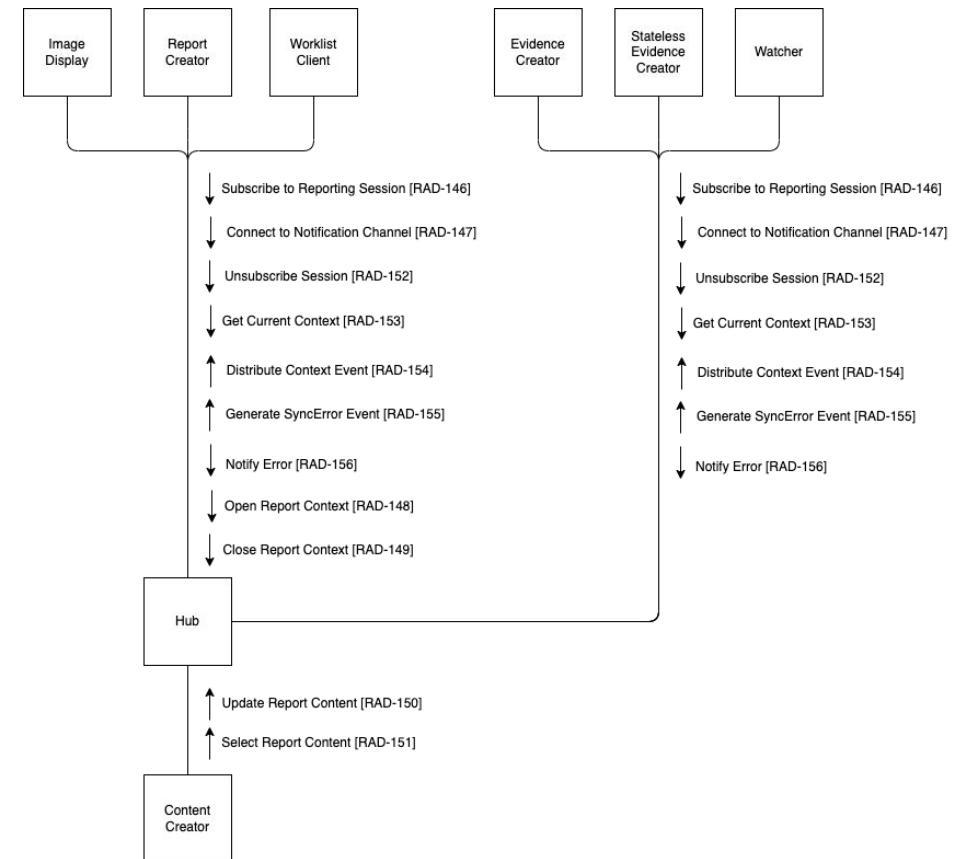 Image
Display
Report
Creator
Worklist
Client
Evidence
Creator
Stateless
Evidence
Creator
Watcher
Subscribe to Reporting Session [RAD-146]
Connect to Notification Channel [RAD-147]
Unsubscribe Session [RAD-152]
Get Current Context [RAD-153]
Distribute Context Event [RAD-154]
Generate SyncError Event [RAD-155]
Notify Error [RAD-156]
Open Report Context [RAD-148]
Close Report Context [RAD-149]
Subscribe to Reporting Session [RAD-146]
Connect to Notification Channel [RAD-147]
Unsubscribe Session [RAD-152]
Get Current Context [RAD-153]
Distribute Context Event [RAD-154]
Generate SyncError Event [RAD-155]
Notify Error [RAD-156]
Hub
Update Report Content [RAD-150]
Select Report Content [RAD-151]
Content
Creator